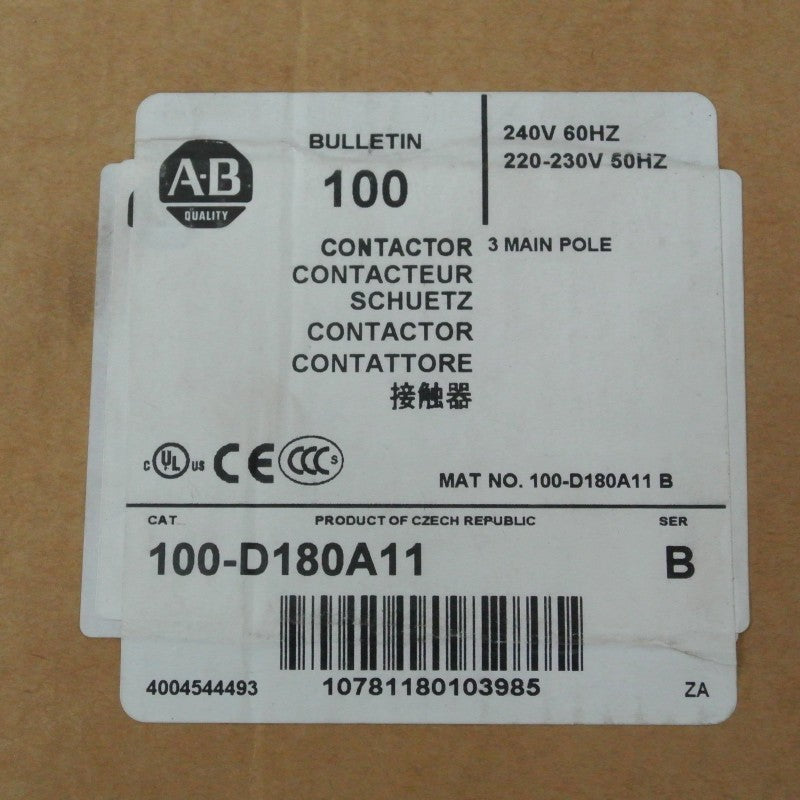 A-B
QUALITY
BULLETIN
100
240V 60HZ
220-230V 50HZ
CONTACTOR 3 MAIN POLE
CONTACTEUR
SCHUETZ
CONTACTOR
CONTATTORE
接触器
C UL US CE CCC S
MAT NO. 100-D180A11 B
CAT PRODUCT OF CZECH REPUBLIC SER
100-D180A11 B
4004544493 10781180103985 ZA